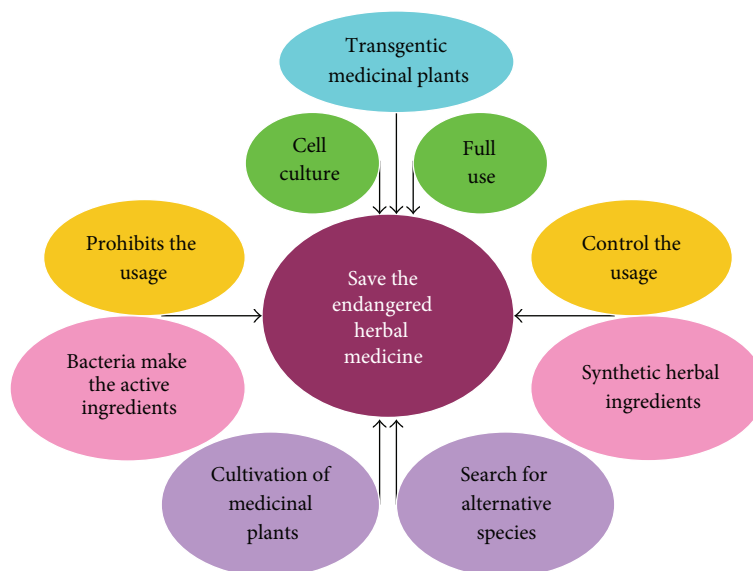 Transgentic
medicinal plants
Cell
culture
Full
use
Prohibits the
usage
Control the
usage
Save the
endangered
herbal
medicine
Bacteria make
the active
ingredients
Synthetic herbal
ingredients
Cultivation of
medicinal
plants
Search for
alternative
species